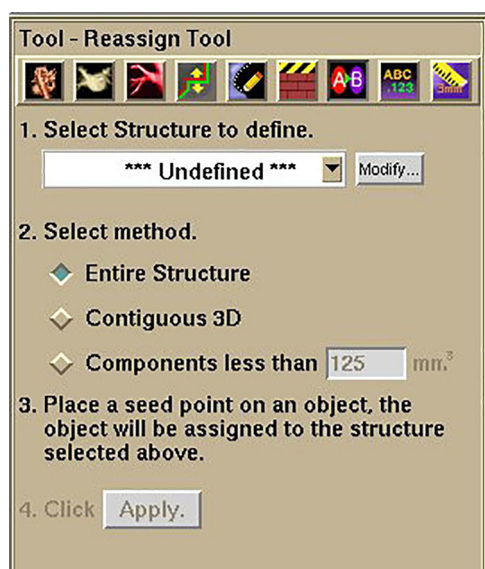 Tool - Reassign Tool
A B ABC .123 3mm
1. Select Structure to define.
*** Undefined *** Modify...
2. Select method.
Entire Structure
Contiguous 3D
Components less than 125 mm.³
3. Place a seed point on an object, the
object will be assigned to the structure
selected above.
4. Click Apply.